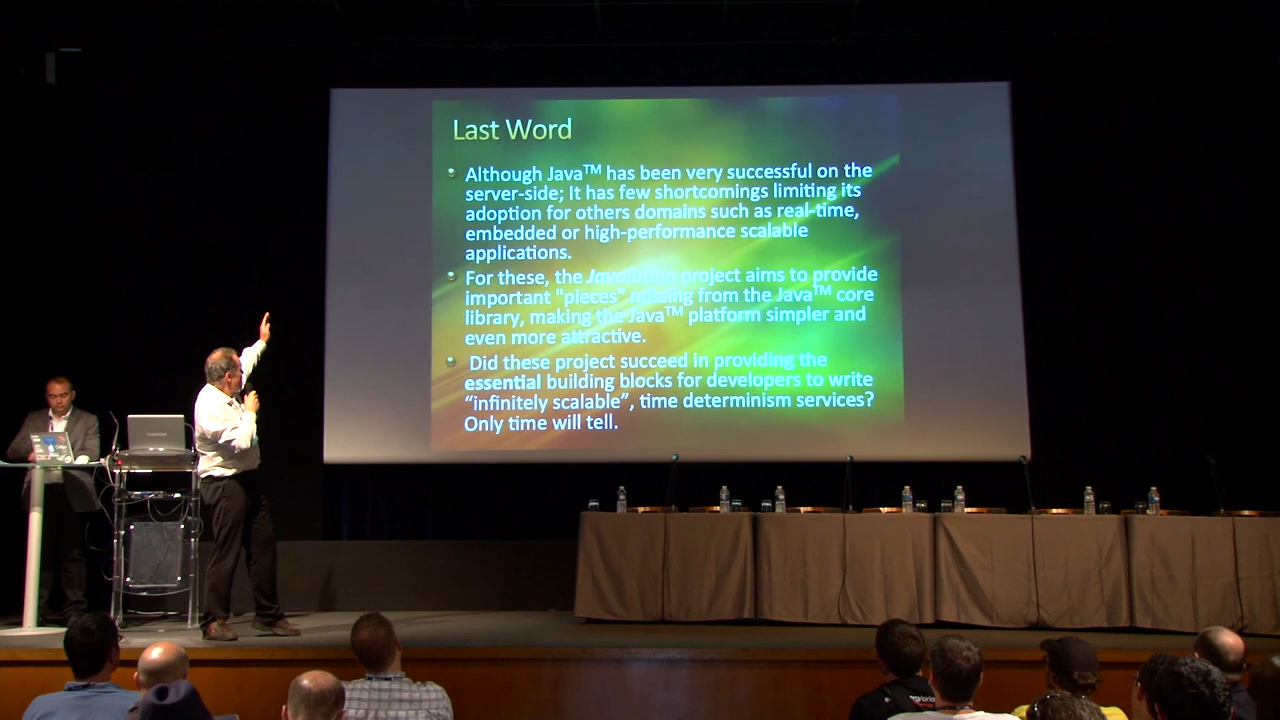 Last Word
Although Java™ has been very successful on the
server-side; It has few shortcomings limiting its
adoption for others domains such as real-time,
embedded or high-performance scalable
applications.
For these, the Javolution project aims to provide
important "pieces" missing from the Java™ core
library, making the Java™ platform simpler and
even more attractive.
Did these project succeed in providing the
essential building blocks for developers to write
“infinitely scalable”, time determinism services?
Only time will tell.